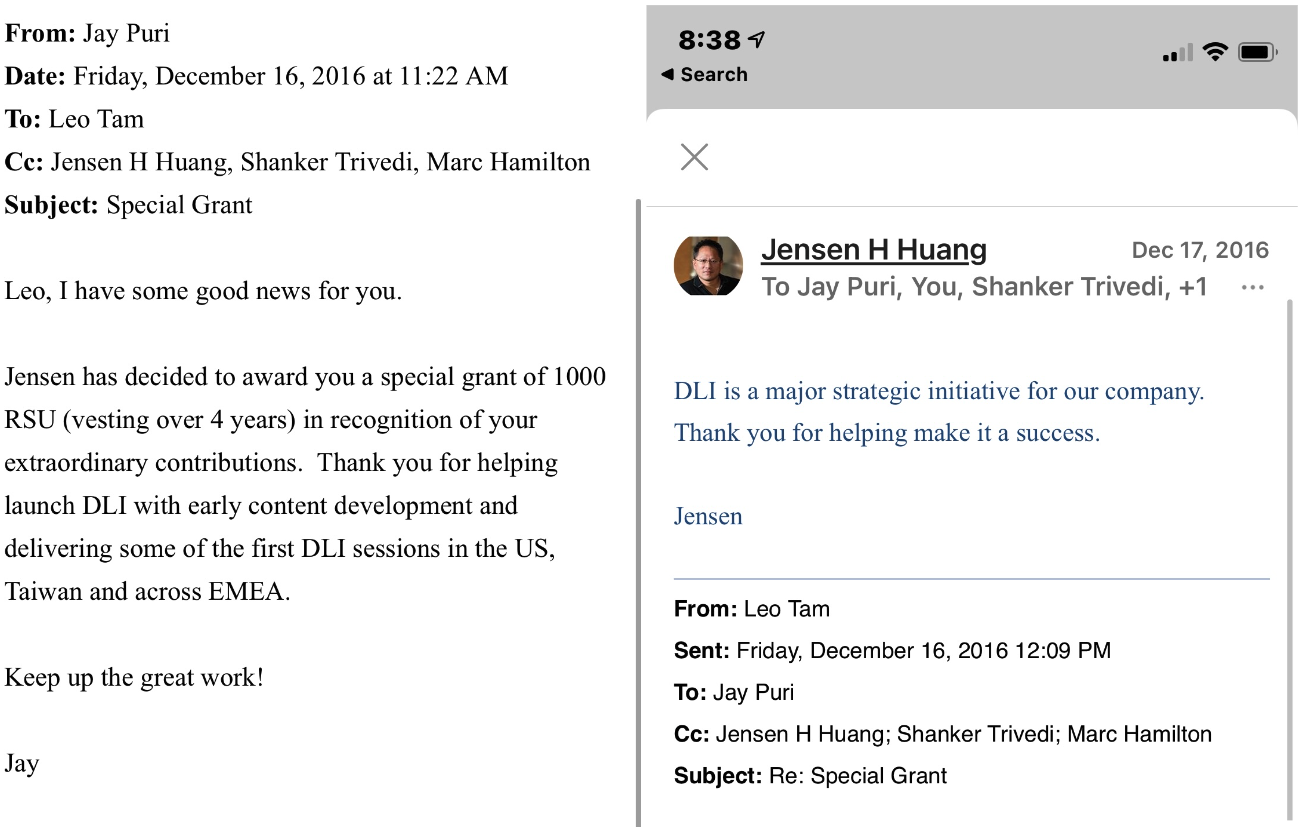 From: Jay Puri
Date: Friday, December 16, 2016 at 11:22 AM
To: Leo Tam
Cc: Jensen H Huang, Shanker Trivedi, Marc Hamilton
Subject: Special Grant
Leo, I have some good news for you.
Jensen has decided to award you a special grant of 1000
RSU (vesting over 4 years) in recognition of your
extraordinary contributions.  Thank you for helping
launch DLI with early content development and
delivering some of the first DLI sessions in the US,
Taiwan and across EMEA.
Keep up the great work!
Jay
8:38
◀ Search
Jensen H Huang
Dec 17, 2016
To Jay Puri, You, Shanker Trivedi, +1
DLI is a major strategic initiative for our company.
Thank you for helping make it a success.
Jensen
From: Leo Tam
Sent: Friday, December 16, 2016 12:09 PM
To: Jay Puri
Cc: Jensen H Huang; Shanker Trivedi; Marc Hamilton
Subject: Re: Special Grant